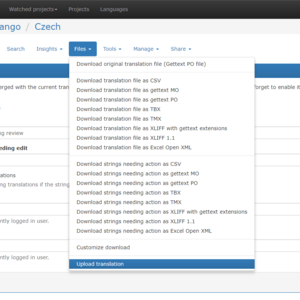 Watched projects Projects Languages
ango / Czech
Search Insights Files Tools Manage Share
Download original translation file (Gettext PO file)
erged with the current tran
forget to enable it
Download translation file as CSV
Download translation file as gettext MO
Download translation file as gettext PO
Download translation file as TBX
Download translation file as TMX
Download translation file as XLIFF with gettext extensions
Download translation file as XLIFF 1.1
Download translation file as Excel Open XML
ng review
eding edit
Download strings needing action as CSV
Download strings needing action as gettext MO
ations
Download strings needing action as gettext PO
ng translations if the string
Download strings needing action as TBX
Download strings needing action as TMX
Download strings needing action as XLIFF with gettext extensions
ntly logged in user.
Download strings needing action as XLIFF 1.1
Download strings needing action as Excel Open XML
Customize download
ntly logged in user.
Upload translation